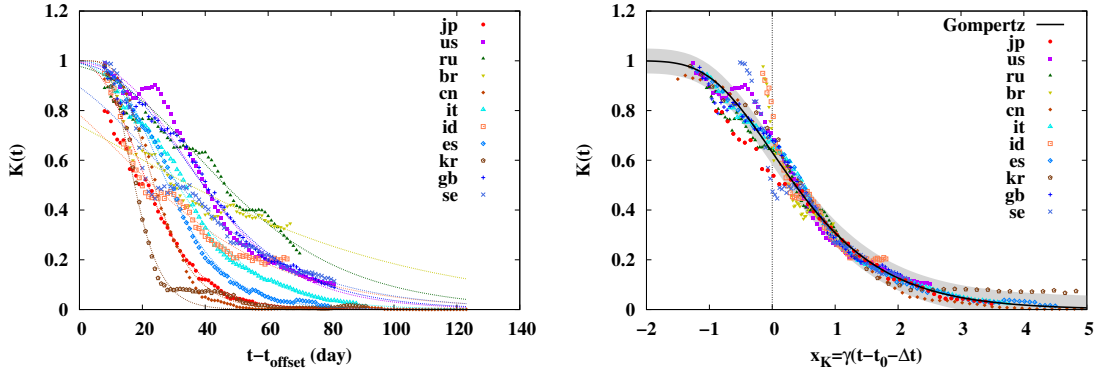 1.2
1
0.8
0.6
0.4
0.2
0
K(t)
0 20 40 60 80 100 120 140
t−t_offset (day)
jp
us
ru
br
cn
it
id
es
kr
gb
se
1.2
1
0.8
0.6
0.4
0.2
0
K(t)
−2 −1 0 1 2 3 4 5
x_K=γ(t−t_0−Δt)
Gompertz
jp
us
ru
br
cn
it
id
es
kr
gb
se